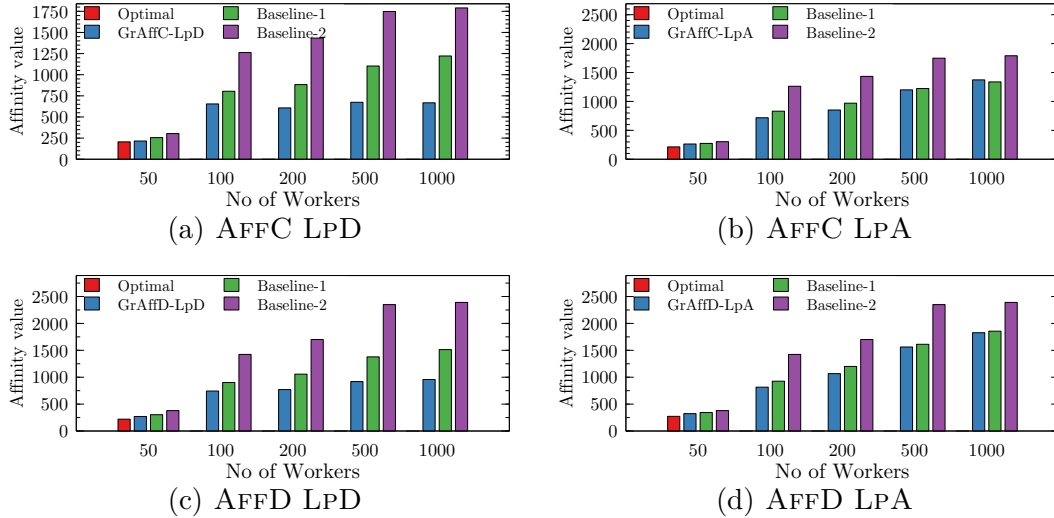 Optimal
GrAffC-LpD
Baseline-1
Baseline-2
Affinity value
1750
1500
1250
1000
750
500
250
0
50 100 200 500 1000
No of Workers
(a) AFFC LPD
Optimal
GrAffC-LpA
Baseline-1
Baseline-2
Affinity value
2500
2000
1500
1000
500
0
50 100 200 500 1000
No of Workers
(b) AFFC LPA
Optimal
GrAffD-LpD
Baseline-1
Baseline-2
Affinity value
2500
2000
1500
1000
500
0
50 100 200 500 1000
No of Workers
(c) AFFD LPD
Optimal
GrAffD-LpA
Baseline-1
Baseline-2
Affinity value
2500
2000
1500
1000
500
0
50 100 200 500 1000
No of Workers
(d) AFFD LPA